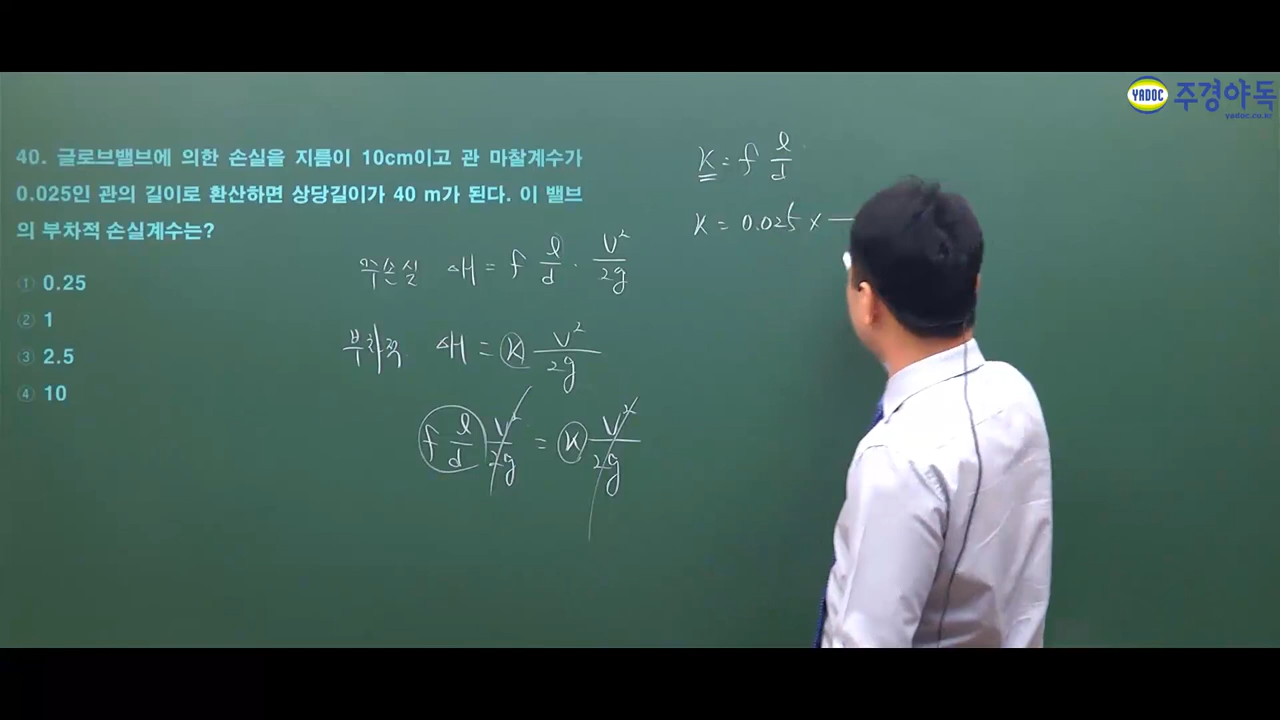 YADOC 주경야독
yadoc.co.kr
40. 글로브밸브에 의한 손실을 지름이 10cm이고 관 마찰계수가
0.025인 관의 길이로 환산하면 상당길이가 40 m가 된다. 이 밸브
의 부차적 손실계수는?
① 0.25
② 1
③ 2.5
④ 10
주손실 ΔH = f l/d · V²/2g
부차적 ΔH = K V²/2g
f l/d V²/2g = K V²/2g
K = f l/d
K = 0.025 ×